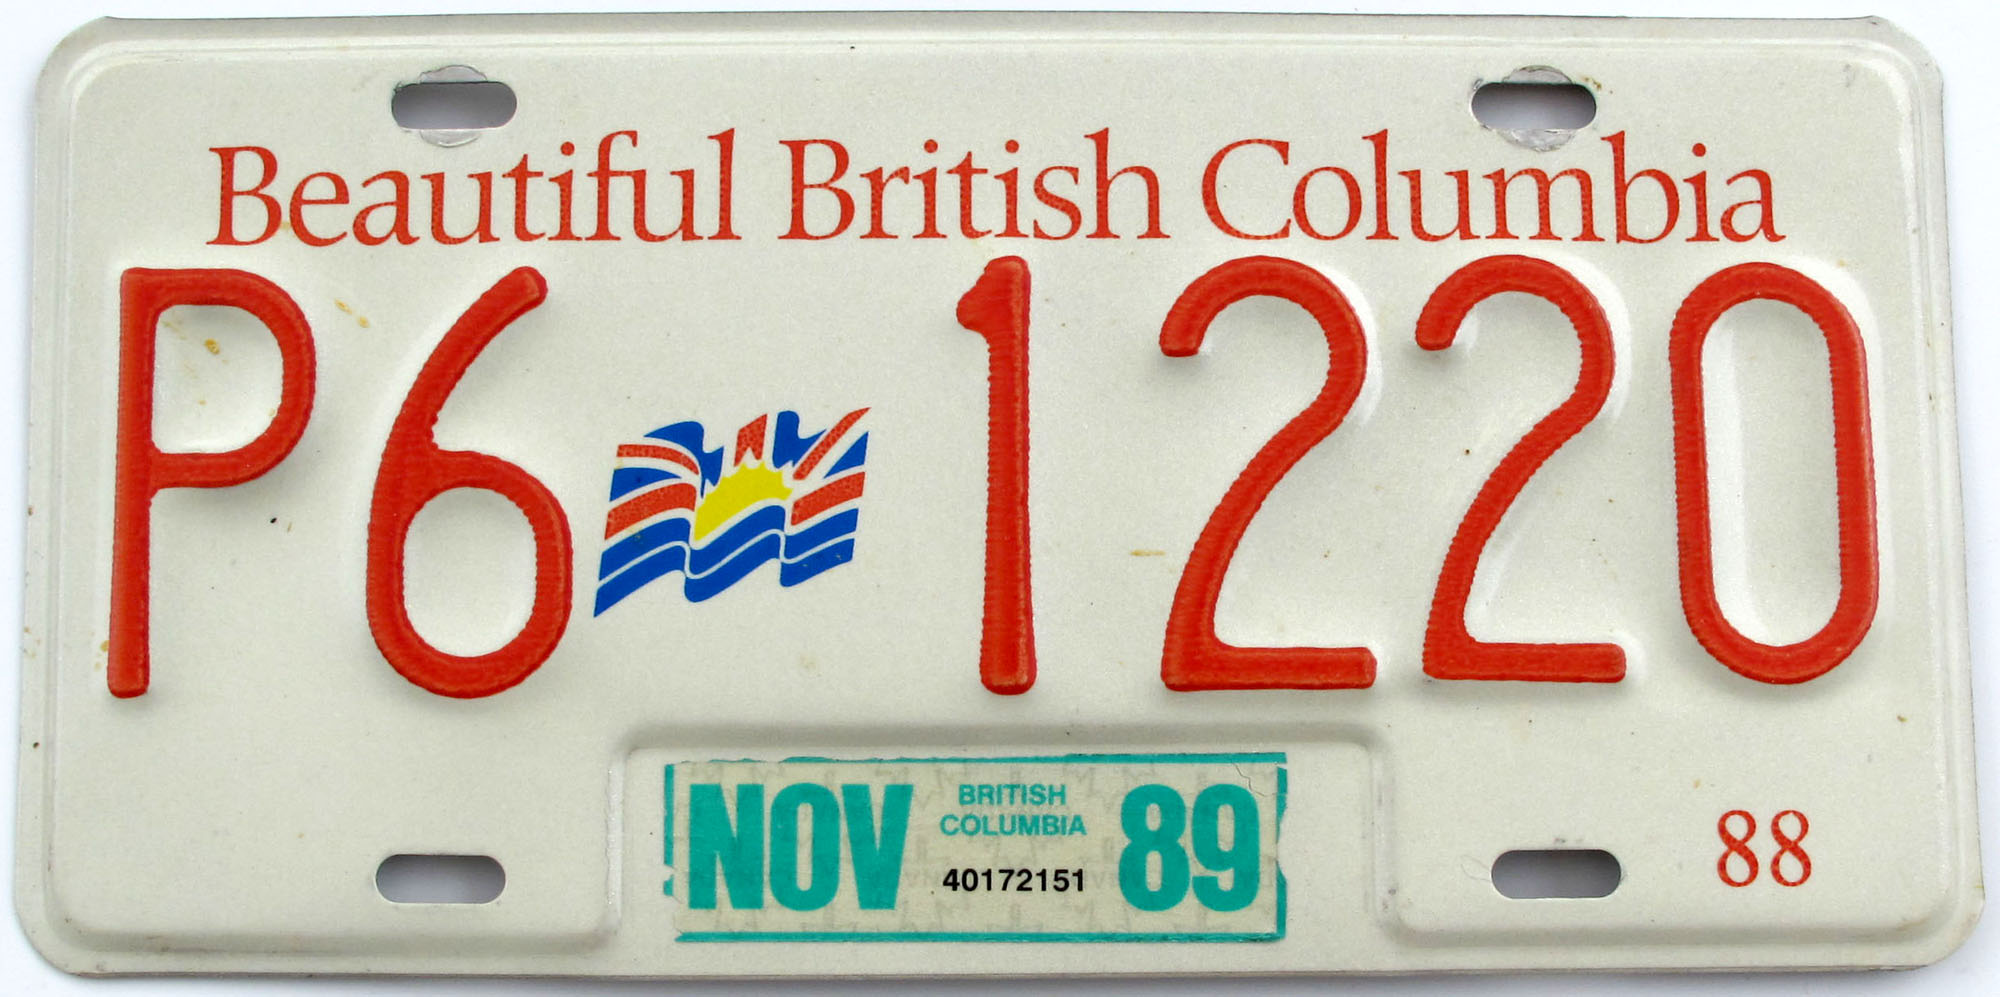 Beautiful British Columbia
P6 1220
NOV BRITISH COLUMBIA 89
40172151
88